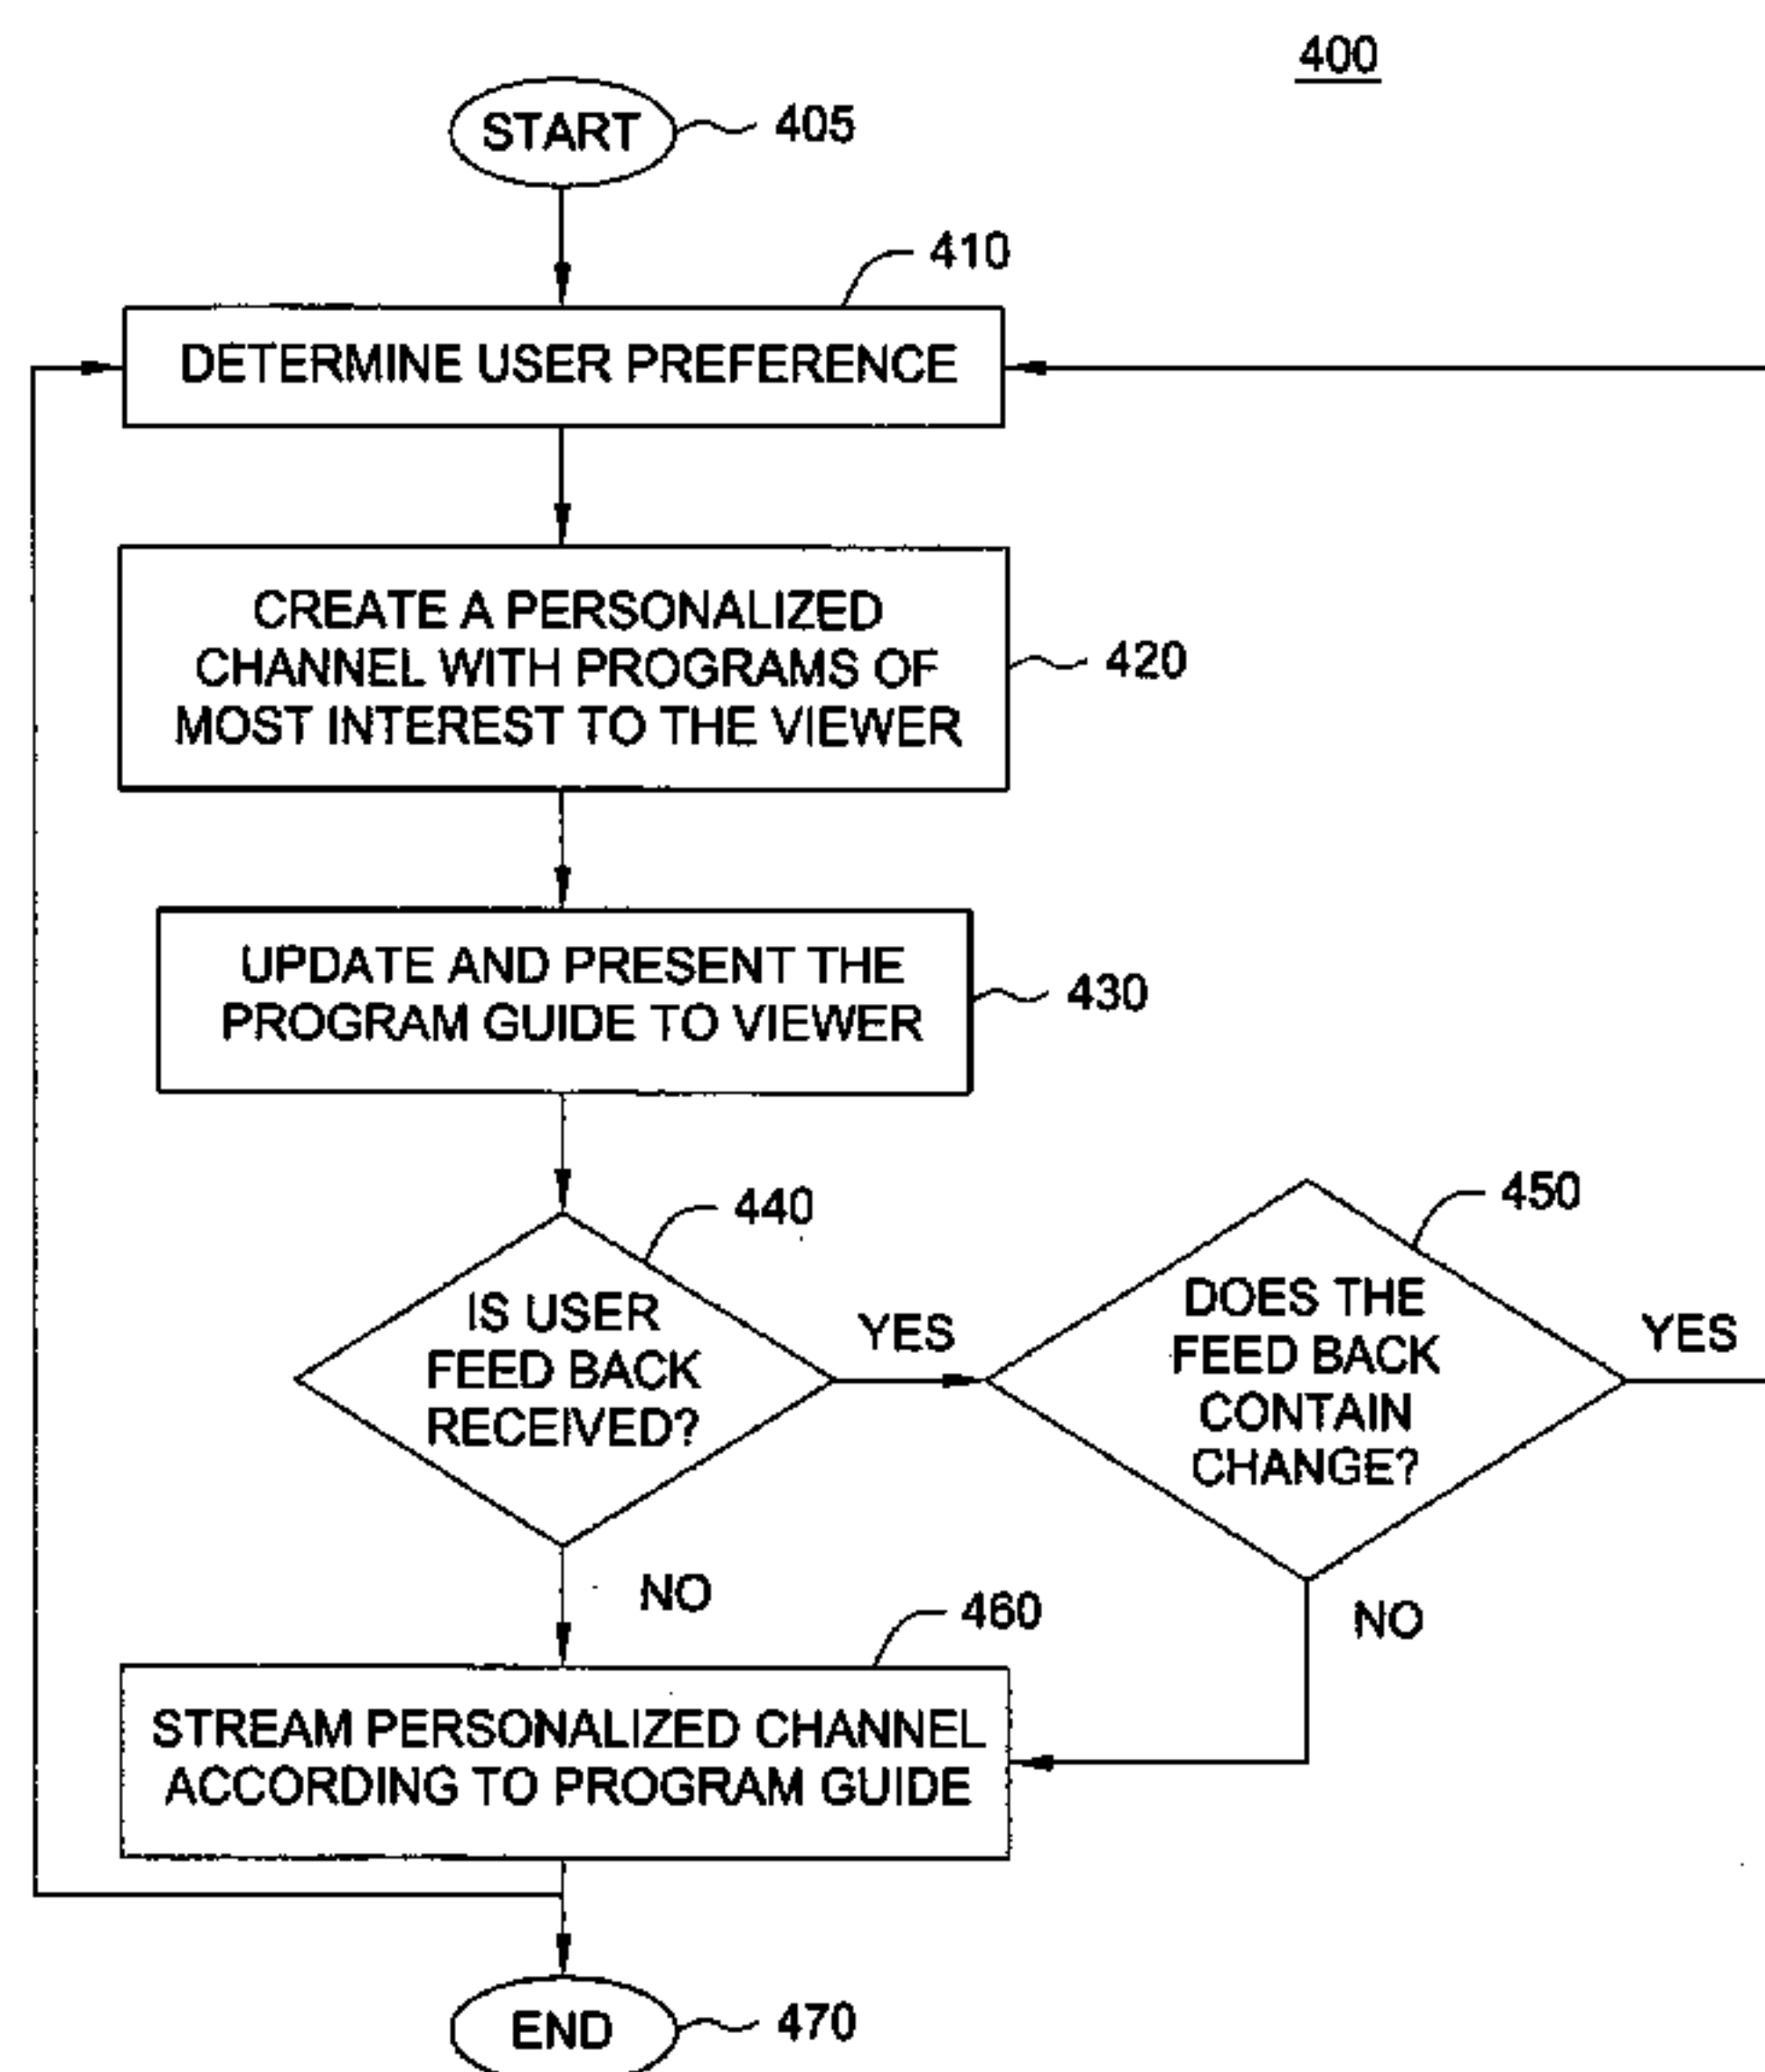 400
START
405
410
DETERMINE USER PREFERENCE
CREATE A PERSONALIZED
CHANNEL WITH PROGRAMS OF
MOST INTEREST TO THE VIEWER
420
UPDATE AND PRESENT THE
PROGRAM GUIDE TO VIEWER
430
440
IS USER
FEED BACK
RECEIVED?
YES
NO
450
DOES THE
FEED BACK
CONTAIN
CHANGE?
YES
NO
460
STREAM PERSONALIZED CHANNEL
ACCORDING TO PROGRAM GUIDE
END
470